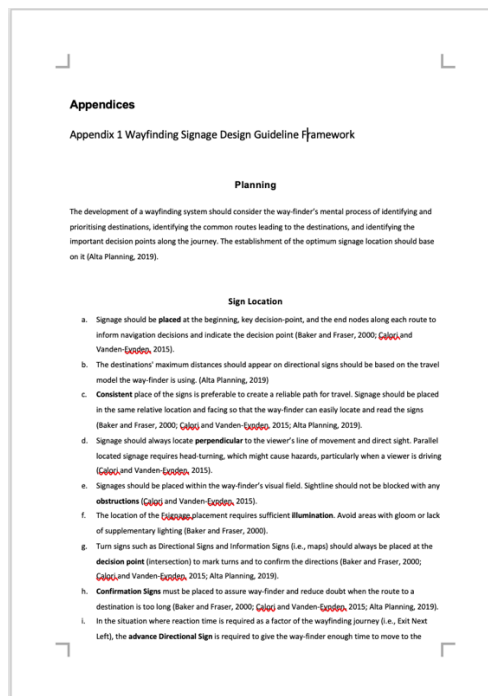 Appendices
Appendix 1 Wayfinding Signage Design Guideline Framework
Planning
The development of a wayfinding system should consider the way-finder's mental process of identifying and
prioritising destinations, identifying the common routes leading to the destinations, and identifying the
important decision points along the journey. The establishment of the optimum signage location should base
on it (Alta Planning, 2019).
Sign Location
a. Signage should be placed at the beginning, key decision-point, and the end nodes along each route to
inform navigation decisions and indicate the decision point (Baker and Fraser, 2000; Calori and
Vanden-Eynden, 2015).
b. The destinations' maximum distances should appear on directional signs should be based on the travel
model the way-finder is using. (Alta Planning, 2019)
c. Consistent place of the signs is preferable to create a reliable path for travel. Signage should be placed
in the same relative location and facing so that the way-finder can easily locate and read the signs
(Baker and Fraser, 2000; Calori and Vanden-Eynden, 2015; Alta Planning, 2019).
d. Signage should always locate perpendicular to the viewer's line of movement and direct sight. Parallel
located signage requires head-turning, which might cause hazards, particularly when a viewer is driving
(Calori and Vanden-Eynden, 2015).
e. Signages should be placed within the way-finder's visual field. Sightline should not be blocked with any
obstructions (Calori and Vanden-Eynden, 2015).
f. The location of the Esignage placement requires sufficient illumination. Avoid areas with gloom or lack
of supplementary lighting (Baker and Fraser, 2000).
g. Turn signs such as Directional Signs and Information Signs (i.e., maps) should always be placed at the
decision point (intersection) to mark turns and to confirm the directions (Baker and Fraser, 2000;
Calori and Vanden-Eynden, 2015; Alta Planning, 2019).
h. Confirmation Signs must be placed to assure way-finder and reduce doubt when the route to a
destination is too long (Baker and Fraser, 2000; Calori and Vanden-Eynden, 2015; Alta Planning, 2019).
i. In the situation where reaction time is required as a factor of the wayfinding journey (i.e., Exit Next
Left), the advance Directional Sign is required to give the way-finder enough time to move to the